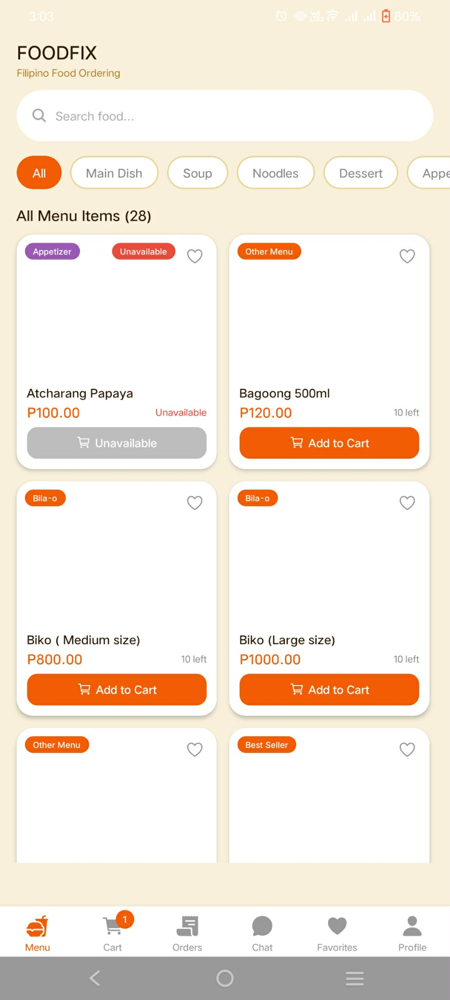 3:03
VoB LTE2 80%
FOODFIX
Filipino Food Ordering
Search food...
All Main Dish Soup Noodles Dessert Appe
All Menu Items (28)
Appetizer Unavailable Other Menu
Atcharang Papaya Bagoong 500ml
P100.00 Unavailable P120.00 10 left
Unavailable Add to Cart
Bila-o Bila-o
Biko ( Medium size) Biko (Large size)
P800.00 10 left P1000.00 10 left
Add to Cart Add to Cart
Other Menu Best Seller
1
Menu Cart Orders Chat Favorites Profile